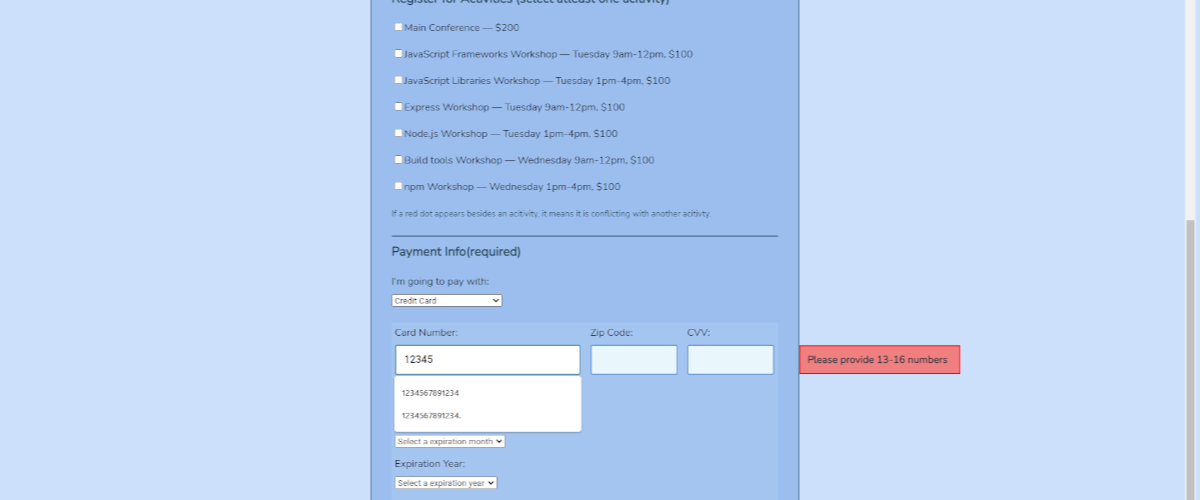 Register for Activities (select atleast one acitivity)
Main Conference — $200
JavaScript Frameworks Workshop — Tuesday 9am-12pm, $100
JavaScript Libraries Workshop — Tuesday 1pm-4pm, $100
Express Workshop — Tuesday 9am-12pm, $100
Node.js Workshop — Tuesday 1pm-4pm, $100
Build tools Workshop — Wednesday 9am-12pm, $100
npm Workshop — Wednesday 1pm-4pm, $100
If a red dot appears besides an acitivity, it means it is conflicting with another acitivty.
Payment Info(required)
I'm going to pay with:
Credit Card
Card Number: Zip Code: CVV:
12345 Please provide 13-16 numbers
1234567891234
1234567891234.
Select a expiration month
Expiration Year:
Select a expiration year